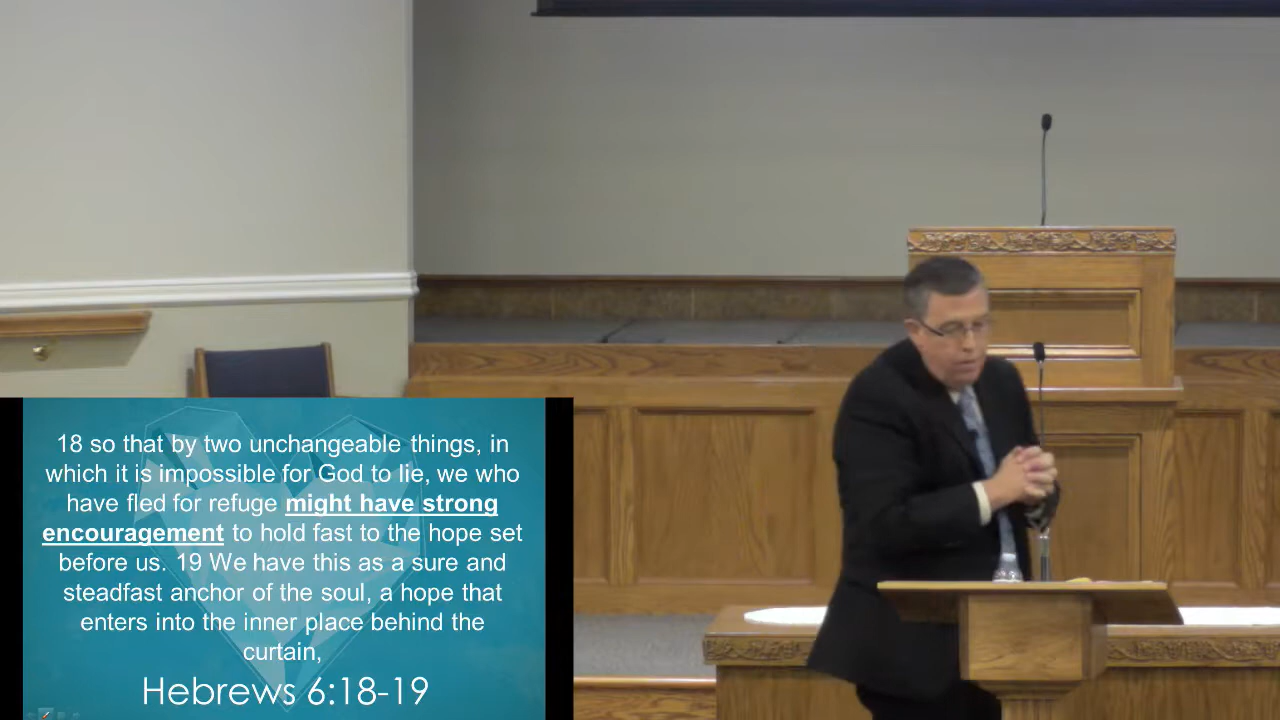 18 so that by two unchangeable things, in
which it is impossible for God to lie, we who
have fled for refuge might have strong
encouragement to hold fast to the hope set
before us. 19 We have this as a sure and
steadfast anchor of the soul, a hope that
enters into the inner place behind the
curtain,
Hebrews 6:18-19